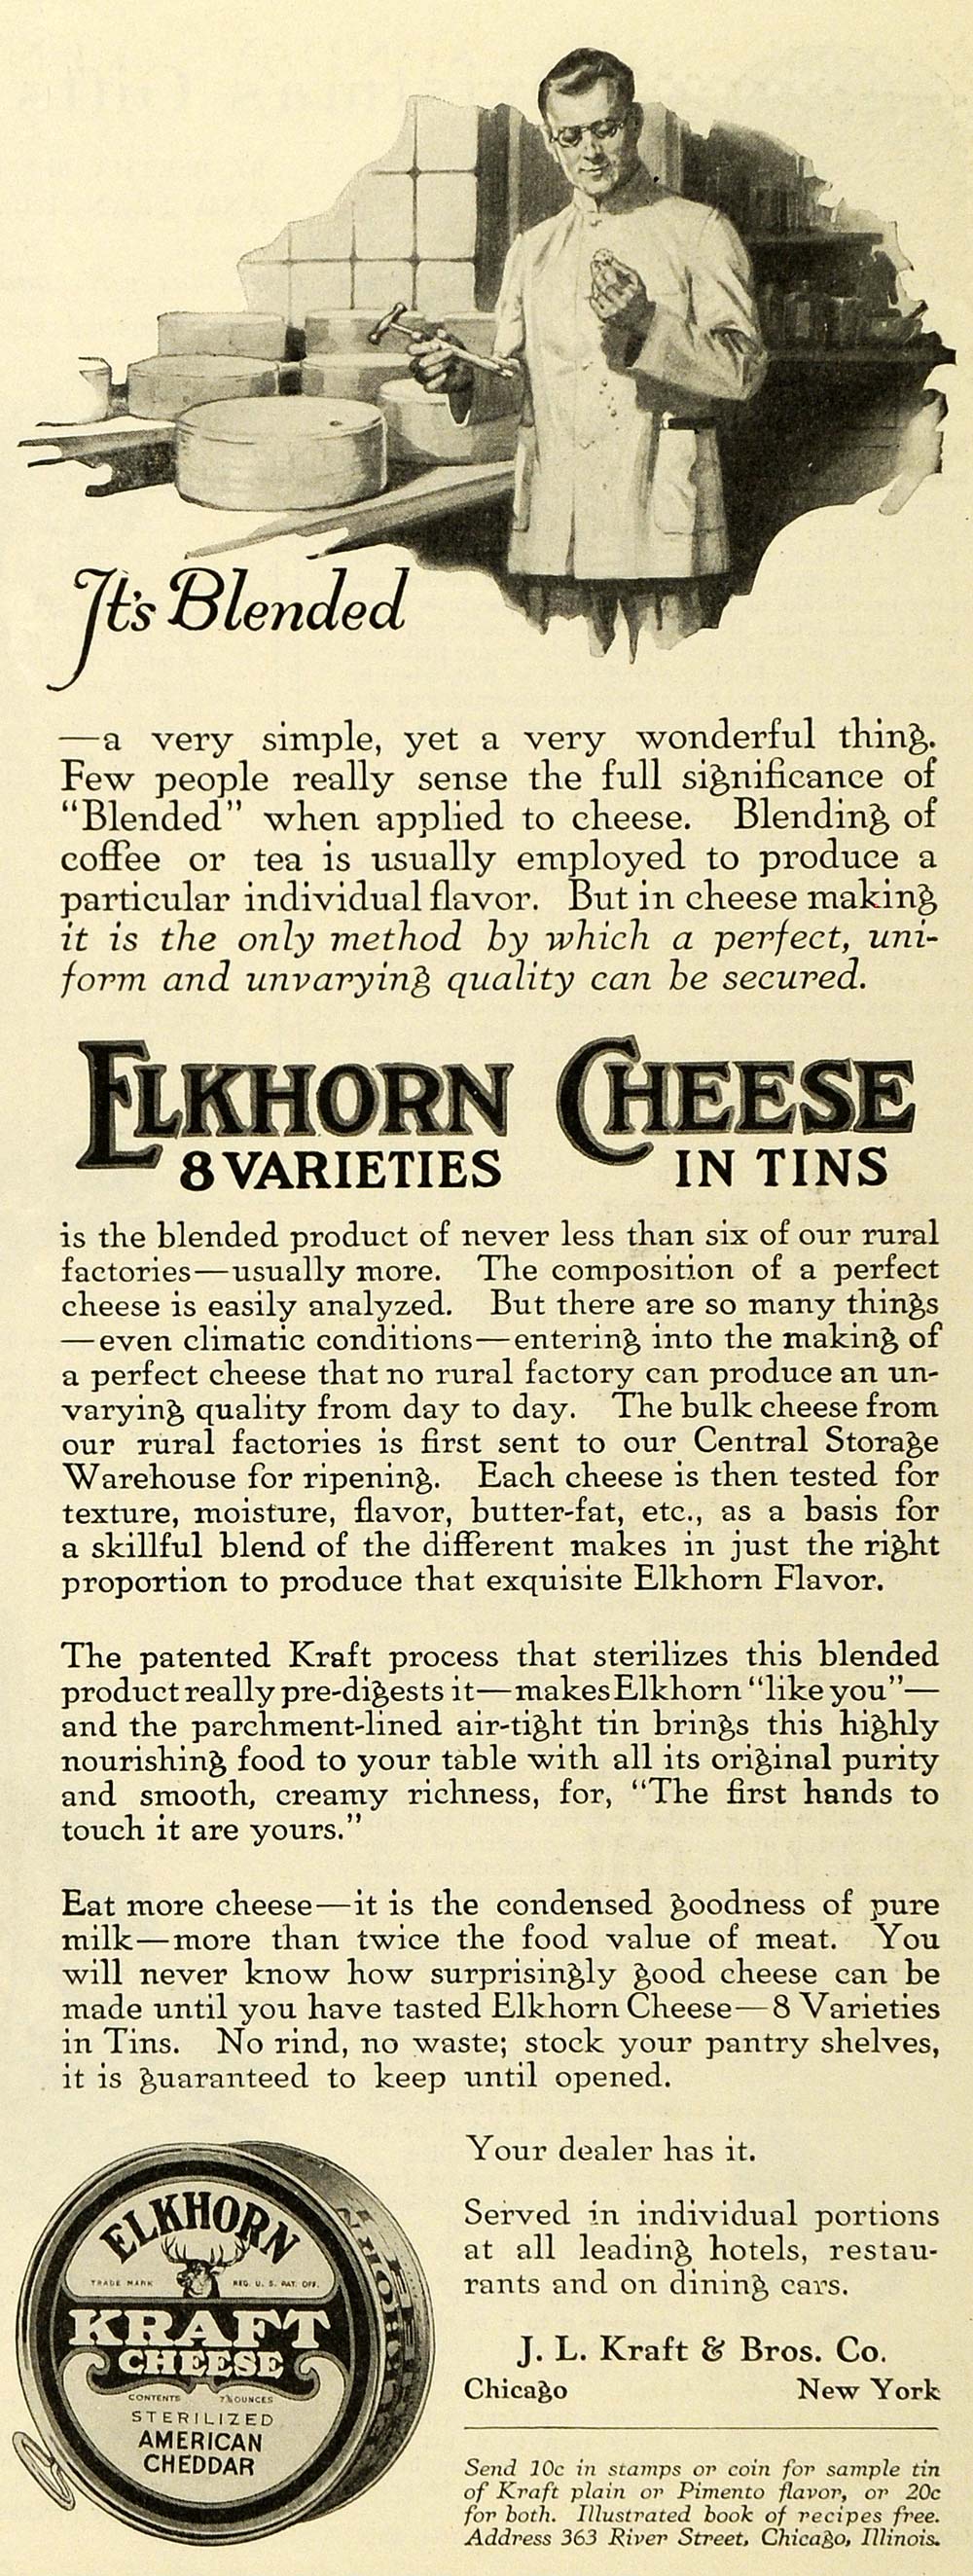 It's Blended
—a very simple, yet a very wonderful thing.
Few people really sense the full significance of
“Blended” when applied to cheese. Blending of
coffee or tea is usually employed to produce a
particular individual flavor. But in cheese making
it is the only method by which a perfect, uni-
form and unvarying quality can be secured.
ELKHORN CHEESE
8 VARIETIES IN TINS
is the blended product of never less than six of our rural
factories—usually more. The composition of a perfect
cheese is easily analyzed. But there are so many things
—even climatic conditions—entering into the making of
a perfect cheese that no rural factory can produce an un-
varying quality from day to day. The bulk cheese from
our rural factories is first sent to our Central Storage
Warehouse for ripening. Each cheese is then tested for
texture, moisture, flavor, butter-fat, etc., as a basis for
a skillful blend of the different makes in just the right
proportion to produce that exquisite Elkhorn Flavor.
The patented Kraft process that sterilizes this blended
product really pre-digests it—makes Elkhorn “like you”—
and the parchment-lined air-tight tin brings this highly
nourishing food to your table with all its original purity
and smooth, creamy richness, for, “The first hands to
touch it are yours.”
Eat more cheese—it is the condensed goodness of pure
milk—more than twice the food value of meat. You
will never know how surprisingly good cheese can be
made until you have tasted Elkhorn Cheese—8 Varieties
in Tins. No rind, no waste; stock your pantry shelves,
it is guaranteed to keep until opened.
ELKHORN
TRADE MARK REG. U. S. PAT. OFF.
KRAFT
CHEESE
CONTENTS 7¾ OUNCES
STERILIZED
AMERICAN
CHEDDAR
Your dealer has it.
Served in individual portions
at all leading hotels, restau-
rants and on dining cars.
J. L. Kraft & Bros. Co.
Chicago New York
Send 10c in stamps or coin for sample tin
of Kraft plain or Pimento flavor, or 20c
for both. Illustrated book of recipes free.
Address 363 River Street, Chicago, Illinois.